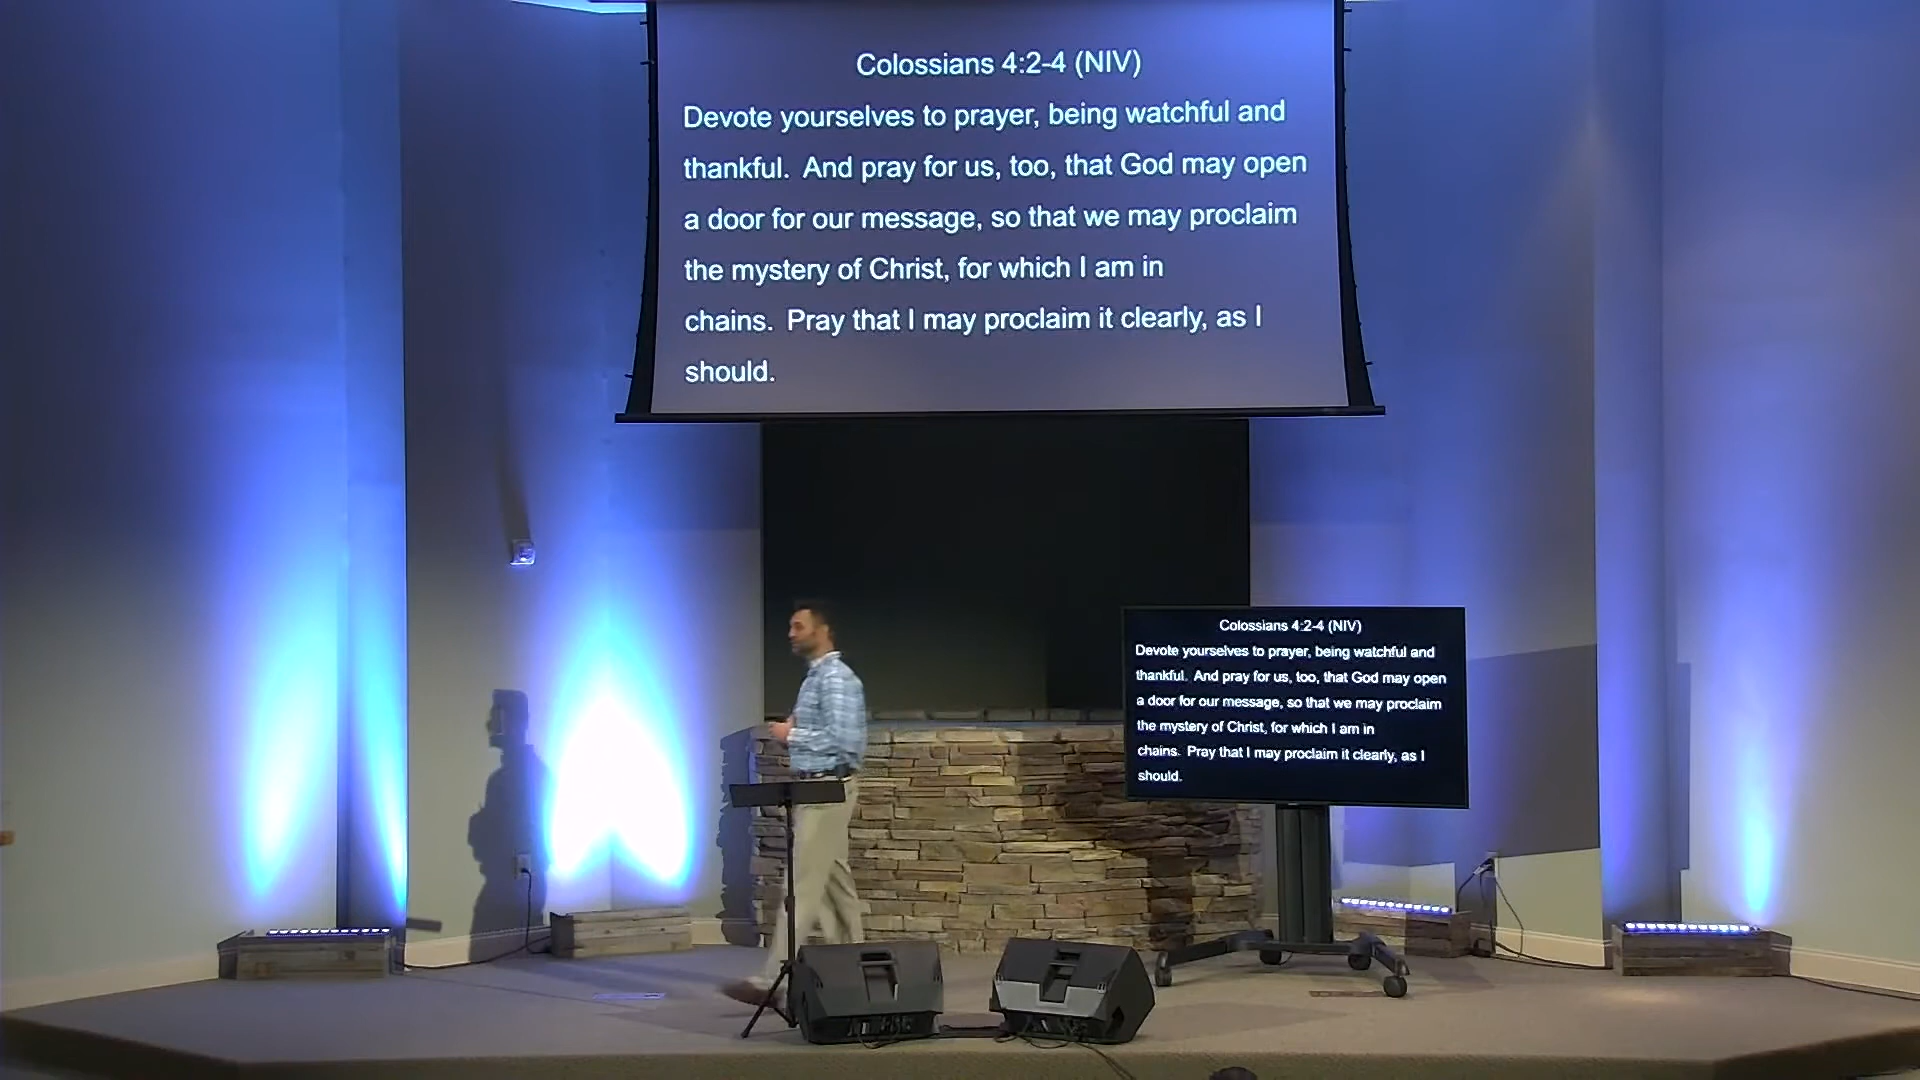 Colossians 4:2-4 (NIV)
Devote yourselves to prayer, being watchful and
thankful.  And pray for us, too, that God may open
a door for our message, so that we may proclaim
the mystery of Christ, for which I am in
chains.  Pray that I may proclaim it clearly, as I
should.
Colossians 4:2-4 (NIV)
Devote yourselves to prayer, being watchful and
thankful.  And pray for us, too, that God may open
a door for our message, so that we may proclaim
the mystery of Christ, for which I am in
chains.  Pray that I may proclaim it clearly, as I
should.